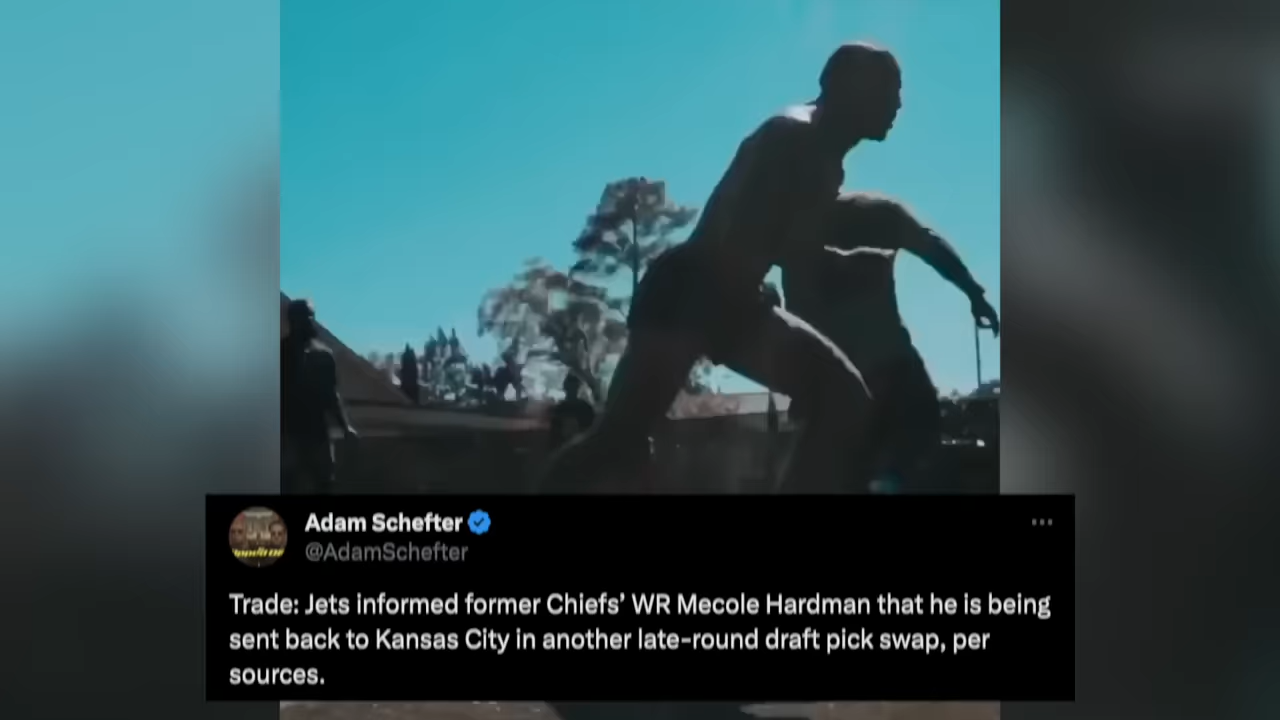 Adam Schefter
@AdamSchefter
Trade: Jets informed former Chiefs’ WR Mecole Hardman that he is being
sent back to Kansas City in another late-round draft pick swap, per
sources.